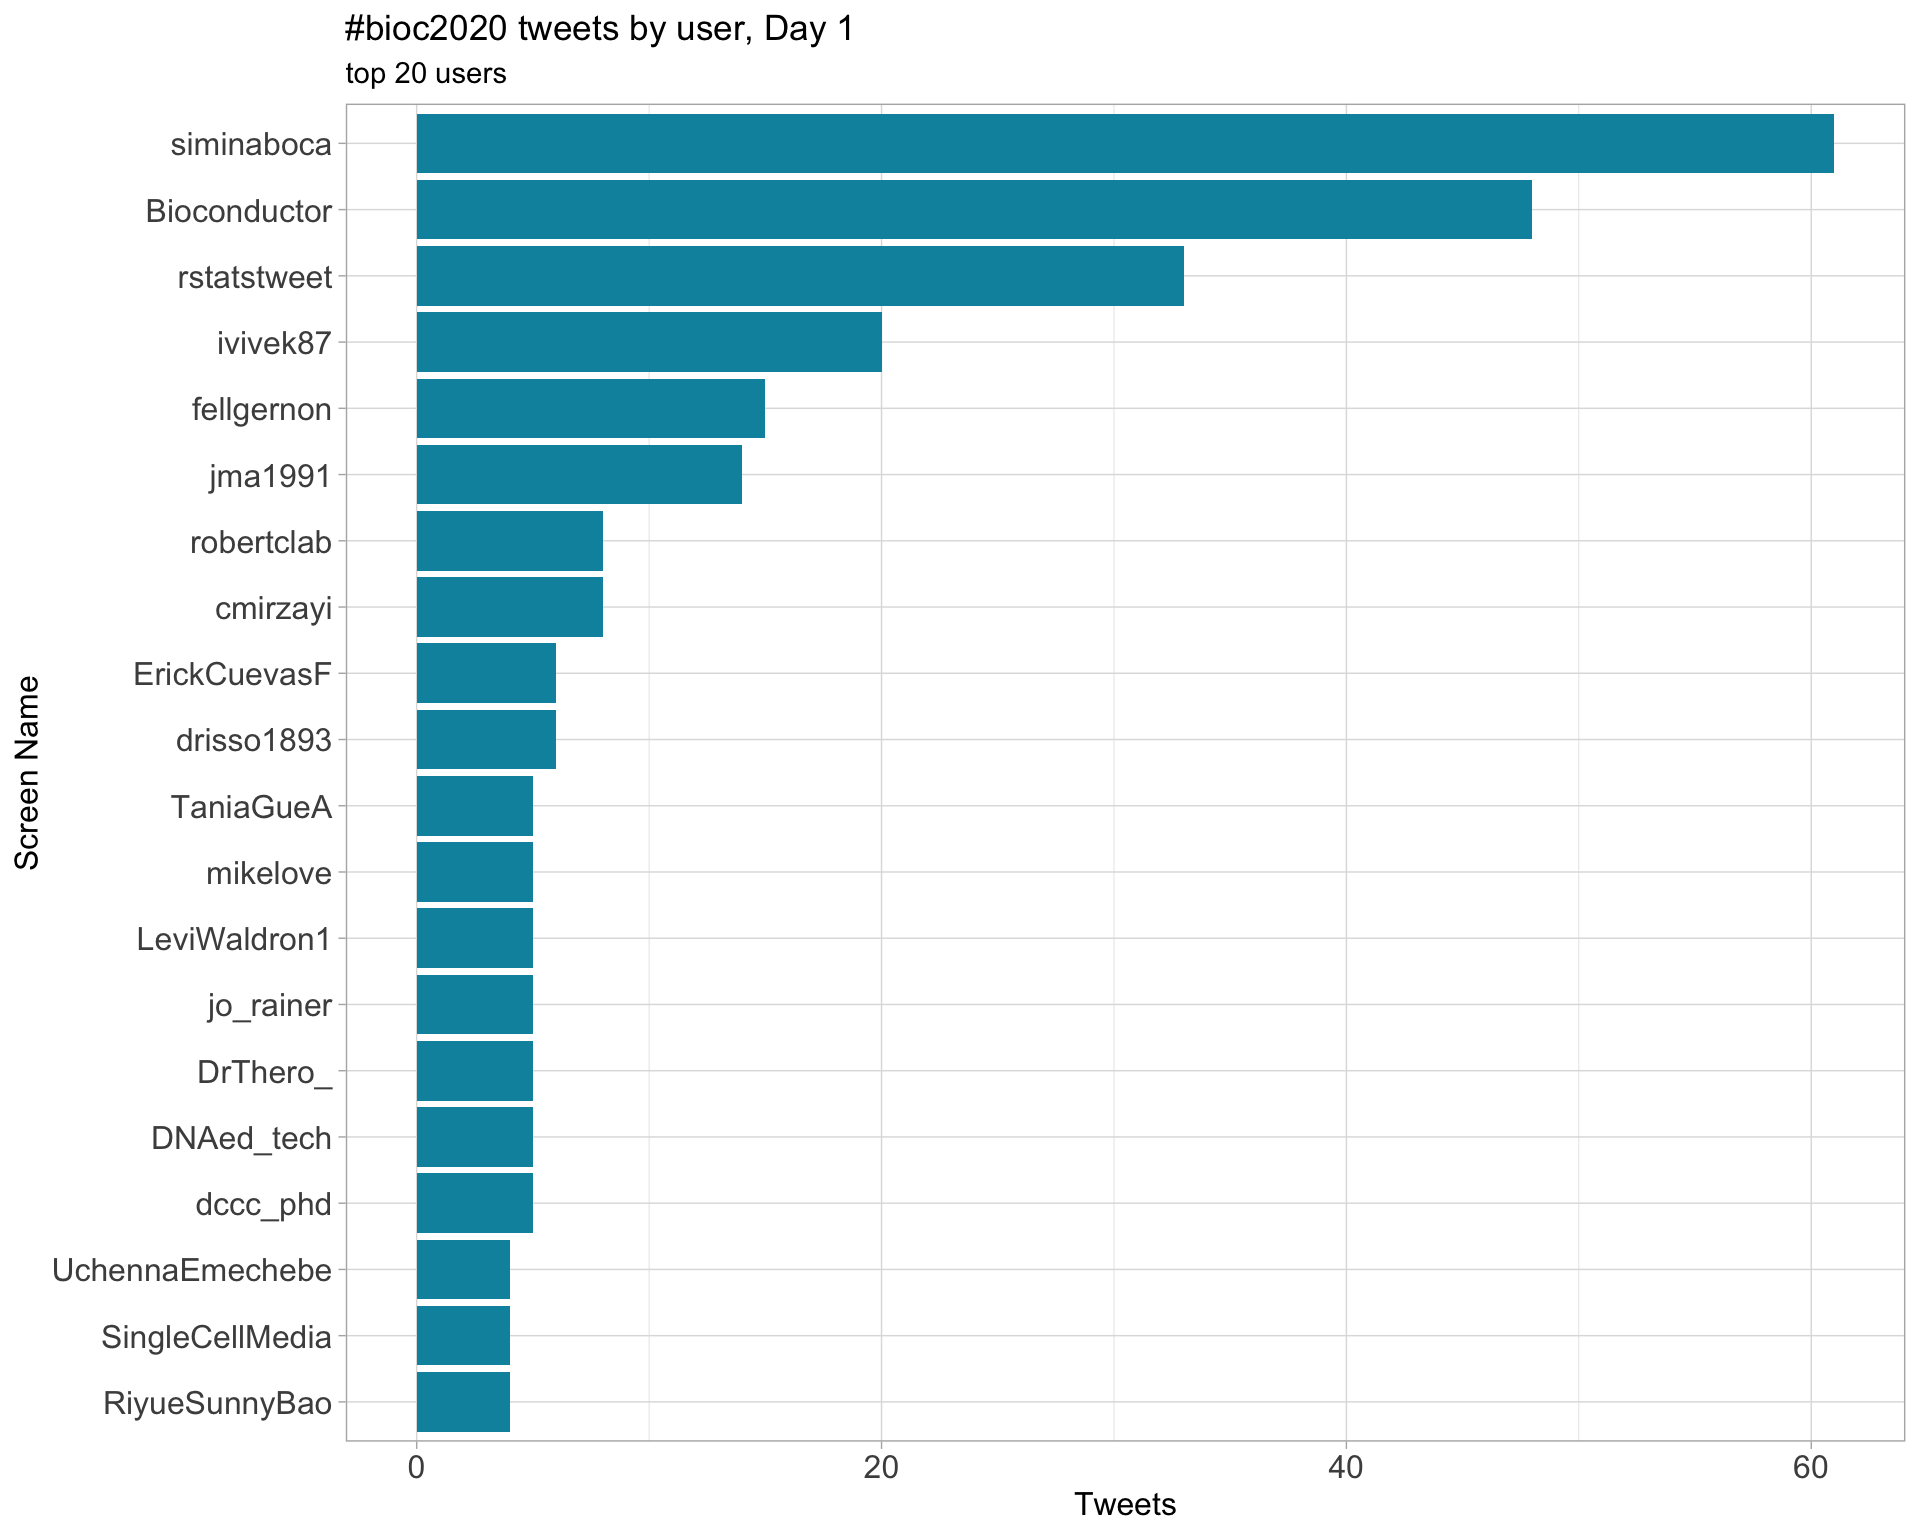 #bioc2020 tweets by user, Day 1
top 20 users
Screen Name
siminaboca
Bioconductor
rstatstweet
ivivek87
fellgernon
jma1991
robertclab
cmirzayi
ErickCuevasF
drisso1893
TaniaGueA
mikelove
LeviWaldron1
jo_rainer
DrThero_
DNAed_tech
dccc_phd
UchennaEmechebe
SingleCellMedia
RiyueSunnyBao
0 20 40 60
Tweets